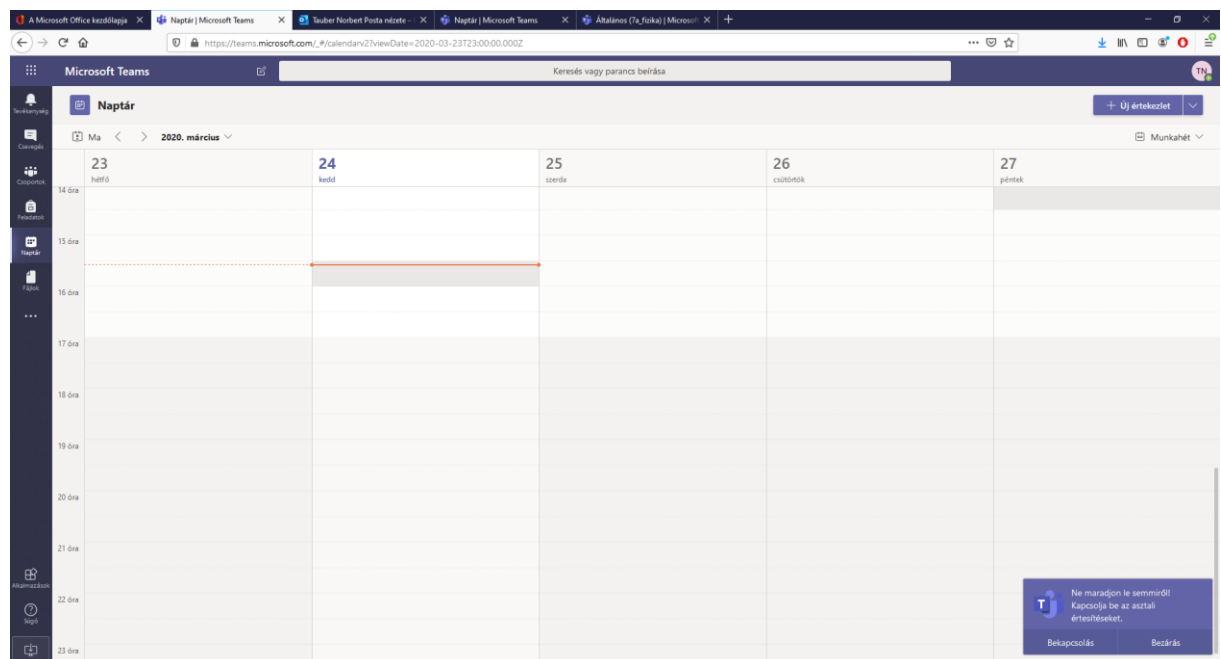 A Microsoft Office kezdőlapja
Naptár | Microsoft Teams
Tauber Norbert Posta nézete -
Naptár | Microsoft Teams
Általános (7a_fizika) | Microsoft
https://teams.microsoft.com/_#/calendarv2?viewDate=2020-03-23T23:00:00.000Z
Microsoft Teams
Keresés vagy parancs beírása
TN
Tevékenység
Csevegés
Csoportok
Feladatok
Naptár
Fájlok
Alkalmazások
Súgó
Naptár
+ Új értekezlet
Ma
2020. március
Munkahét
23
hétfő
24
kedd
25
szerda
26
csütörtök
27
péntek
14 óra
15 óra
16 óra
17 óra
18 óra
19 óra
20 óra
21 óra
22 óra
23 óra
Ne maradjon le semmiről!
Kapcsolja be az asztali
értesítéseket.
Bekapcsolás
Bezárás